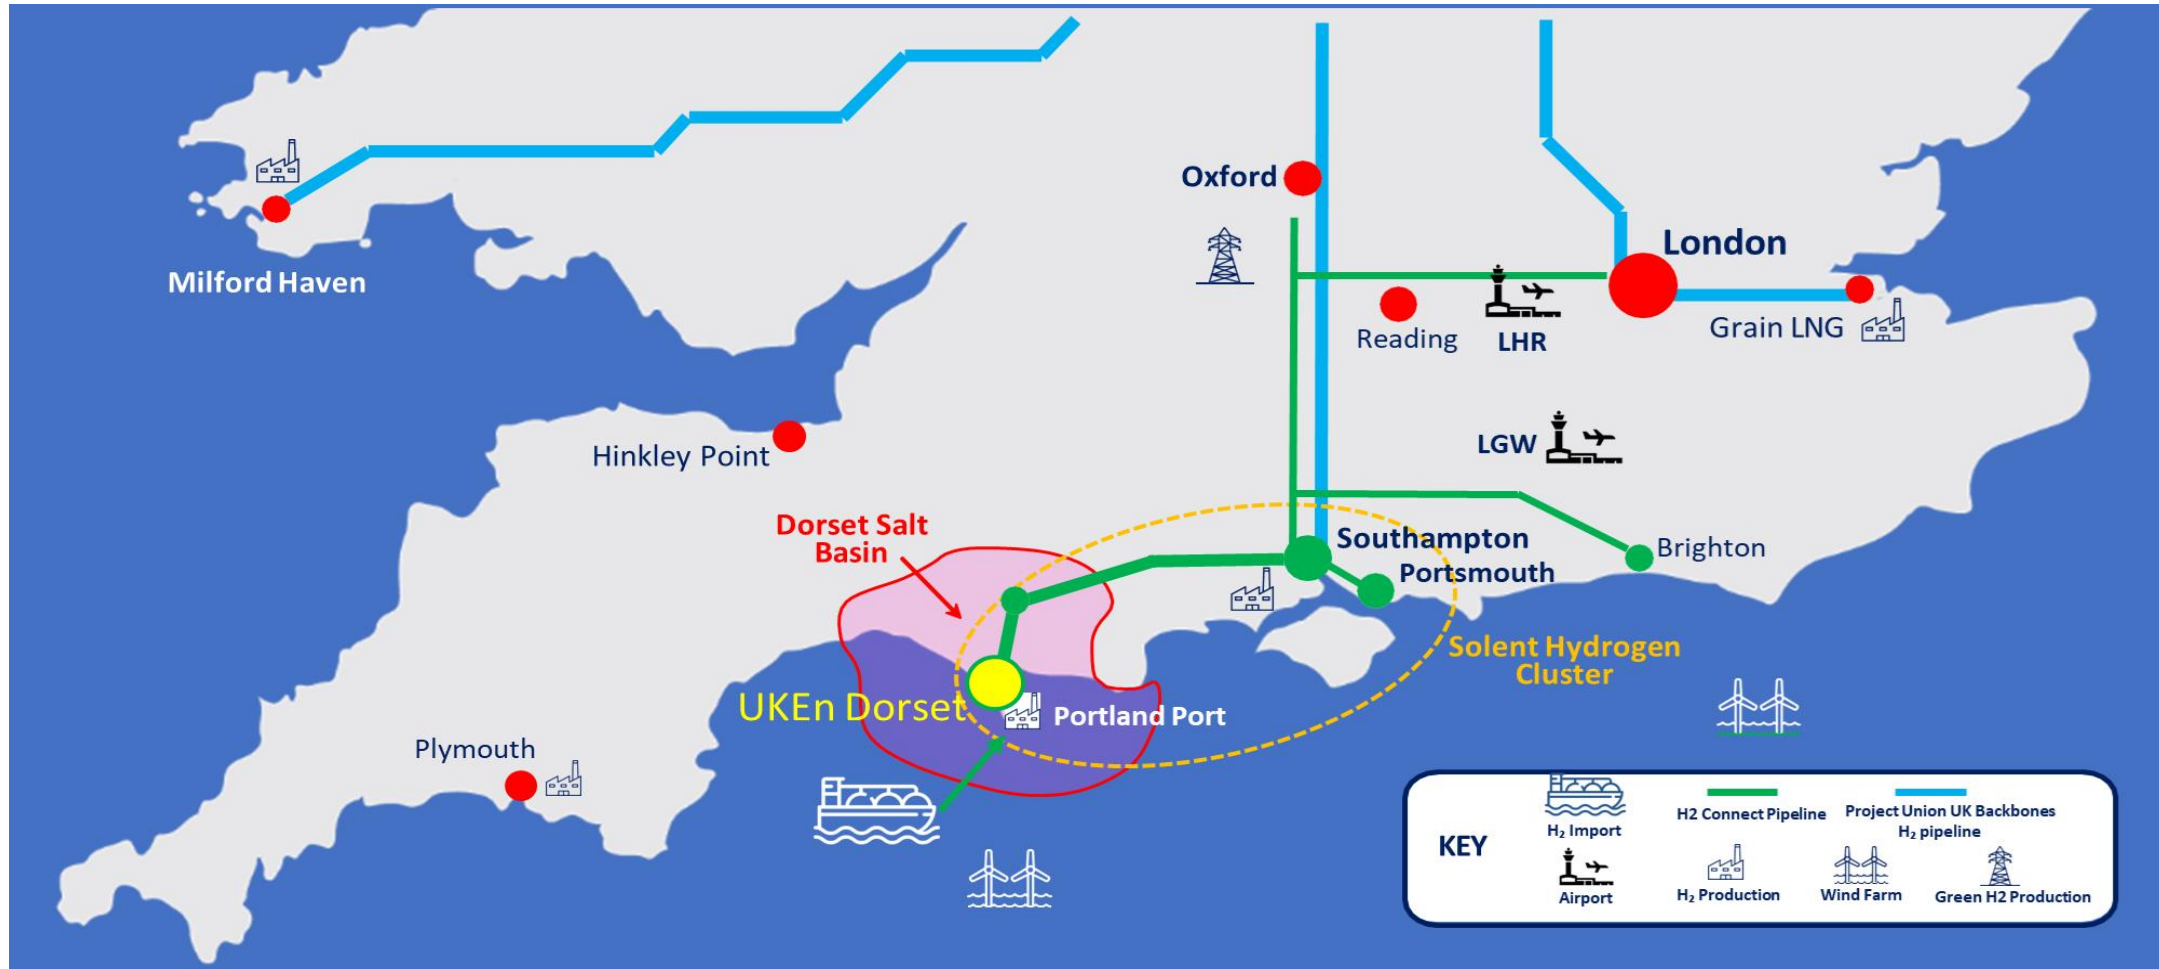 Oxford
London
Milford Haven
Grain LNG
Reading
LHR
LGW
Hinkley Point
Dorset Salt
Basin
Southampton
Portsmouth
Brighton
Solent Hydrogen
Cluster
UKEn Dorset
Portland Port
Plymouth
KEY
H₂ Import
H2 Connect Pipeline
Project Union UK Backbones
H₂ pipeline
Airport
H₂ Production
Wind Farm
Green H2 Production